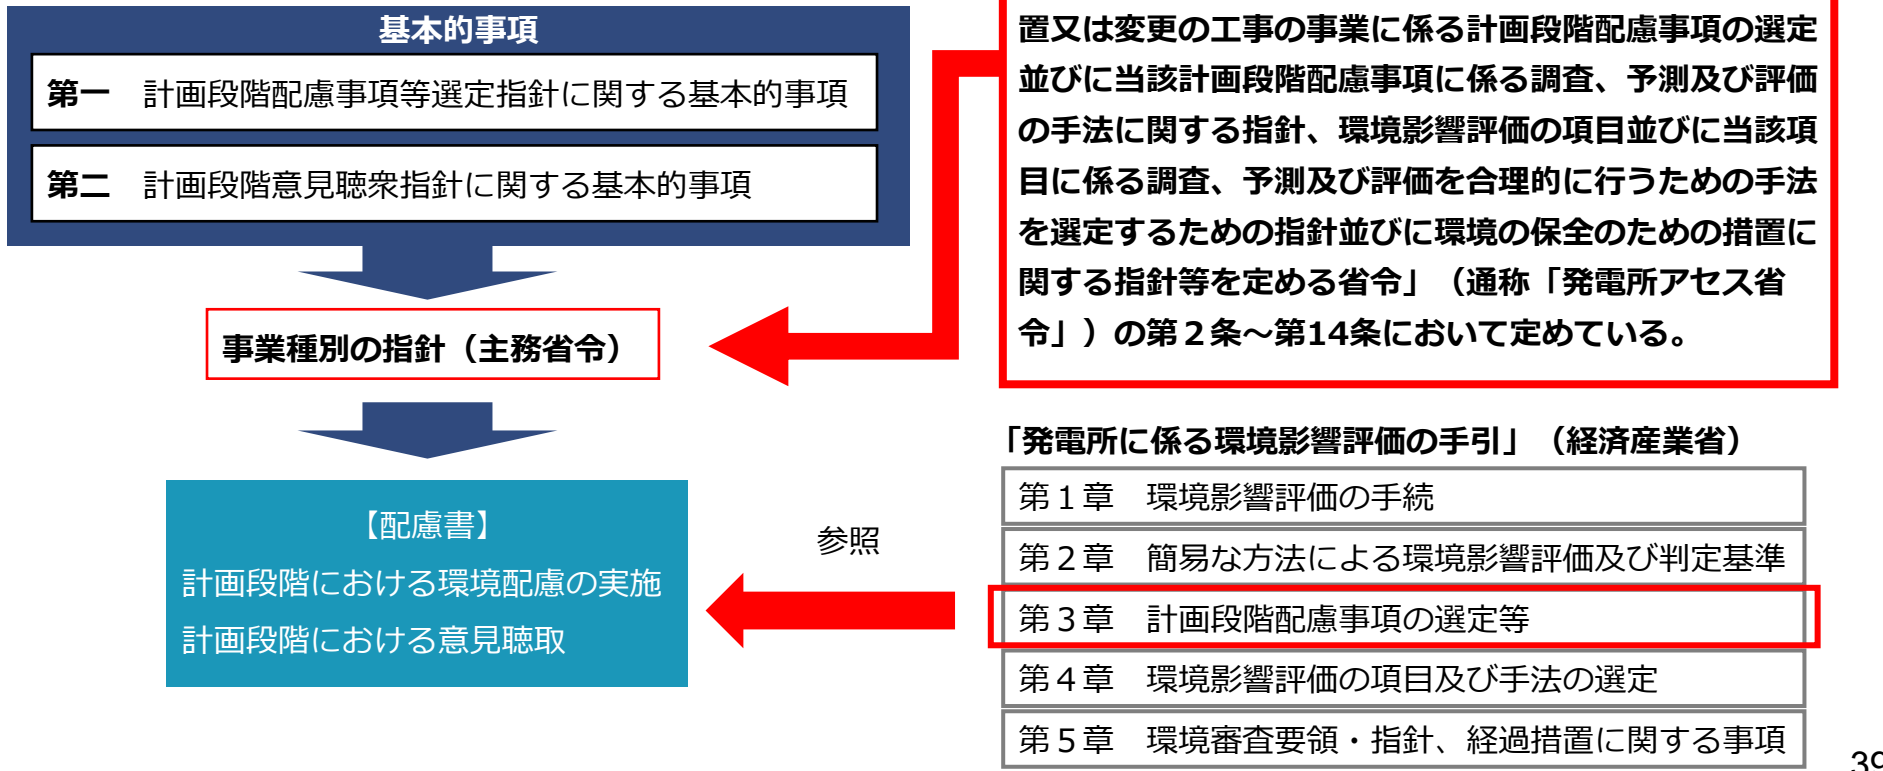 基本的事項
第一　計画段階配慮事項等選定指針に関する基本的事項
第二　計画段階意見聴衆指針に関する基本的事項
事業種別の指針（主務省令）
【配慮書】
計画段階における環境配慮の実施
計画段階における意見聴取
参照
置又は変更の工事の事業に係る計画段階配慮事項の選定
並びに当該計画段階配慮事項に係る調査、予測及び評価
の手法に関する指針、環境影響評価の項目並びに当該項
目に係る調査、予測及び評価を合理的に行うための手法
を選定するための指針並びに環境の保全のための措置に
関する指針等を定める省令」（通称「発電所アセス省
令」）の第２条～第14条において定めている。
「発電所に係る環境影響評価の手引」（経済産業省）
第１章　環境影響評価の手続
第２章　簡易な方法による環境影響評価及び判定基準
第３章　計画段階配慮事項の選定等
第４章　環境影響評価の項目及び手法の選定
第５章　環境審査要領・指針、経過措置に関する事項
39